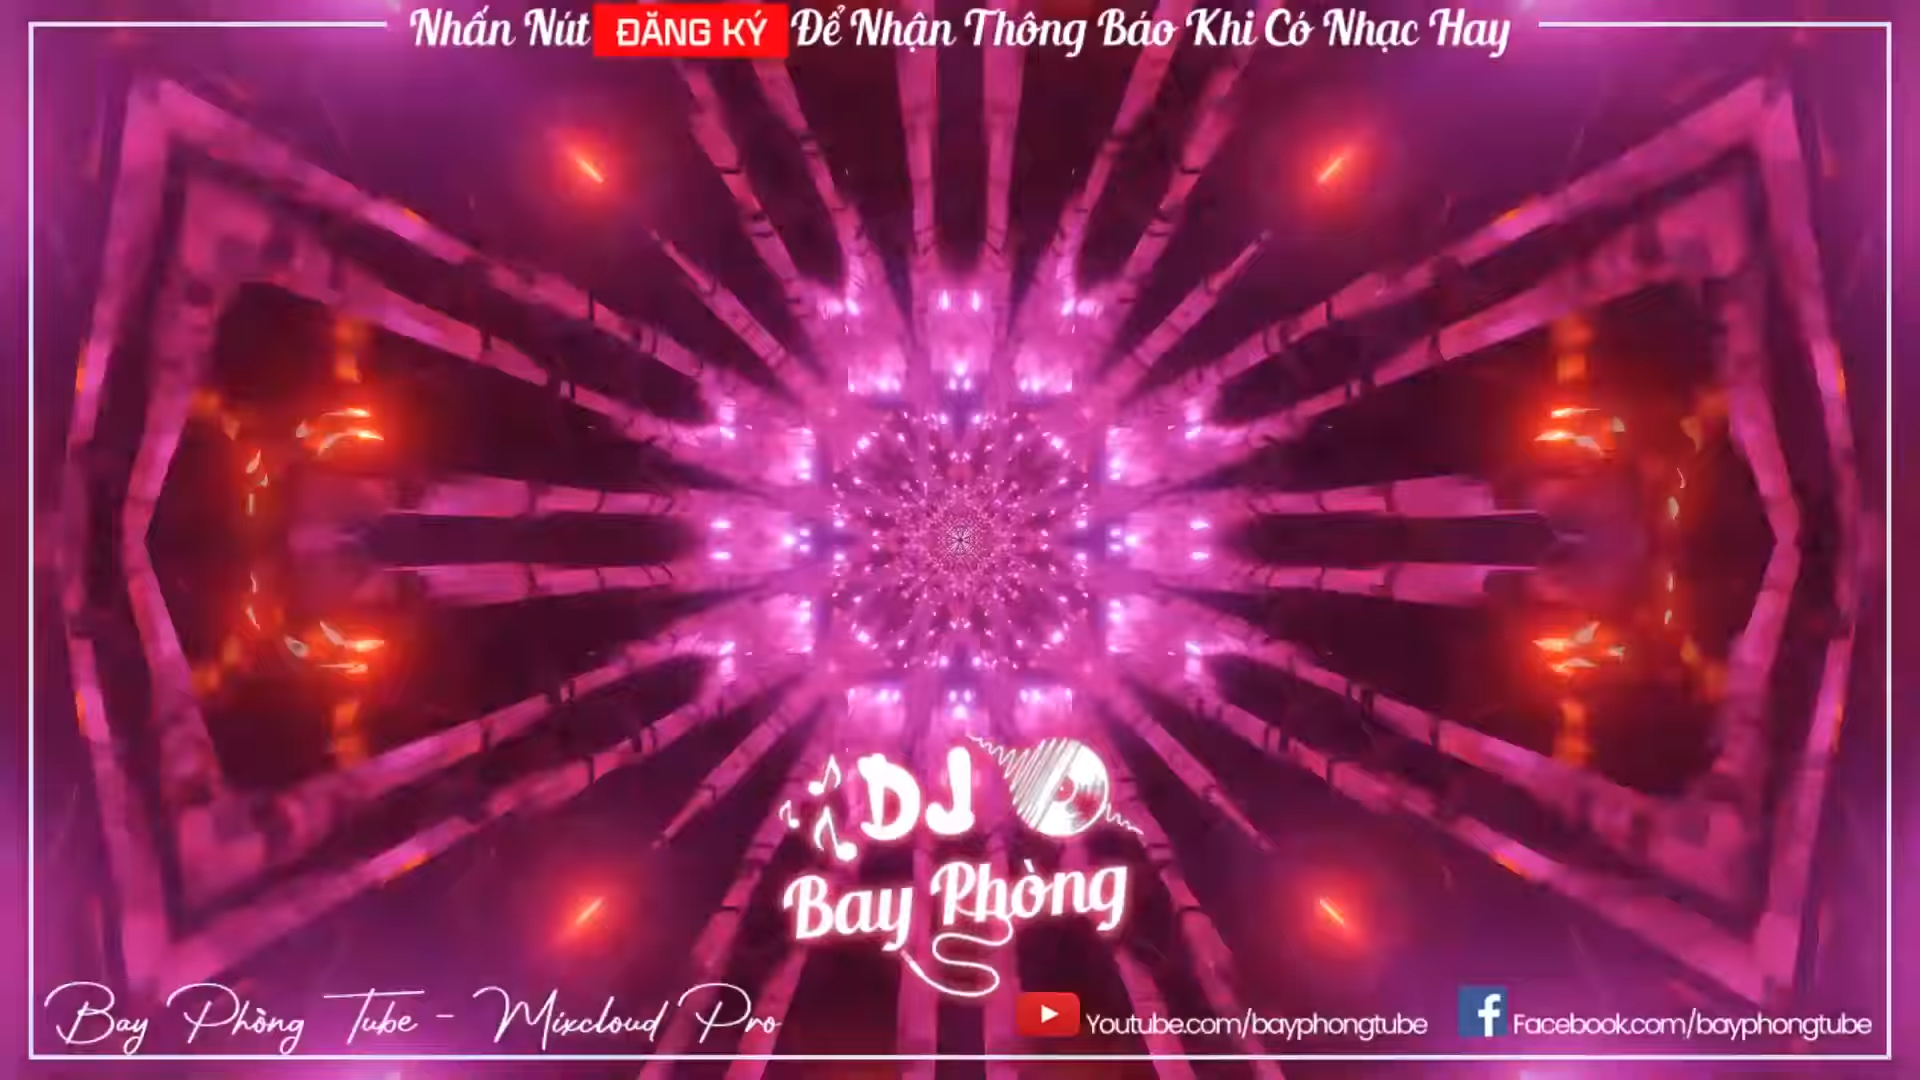 Nhấn Nút ĐĂNG KÝ Để Nhận Thông Báo Khi Có Nhạc Hay
DJ
Bay Phòng
Bay Phòng Tube - Mixcloud Pro
Youtube.com/bayphongtube
Facebook.com/bayphongtube